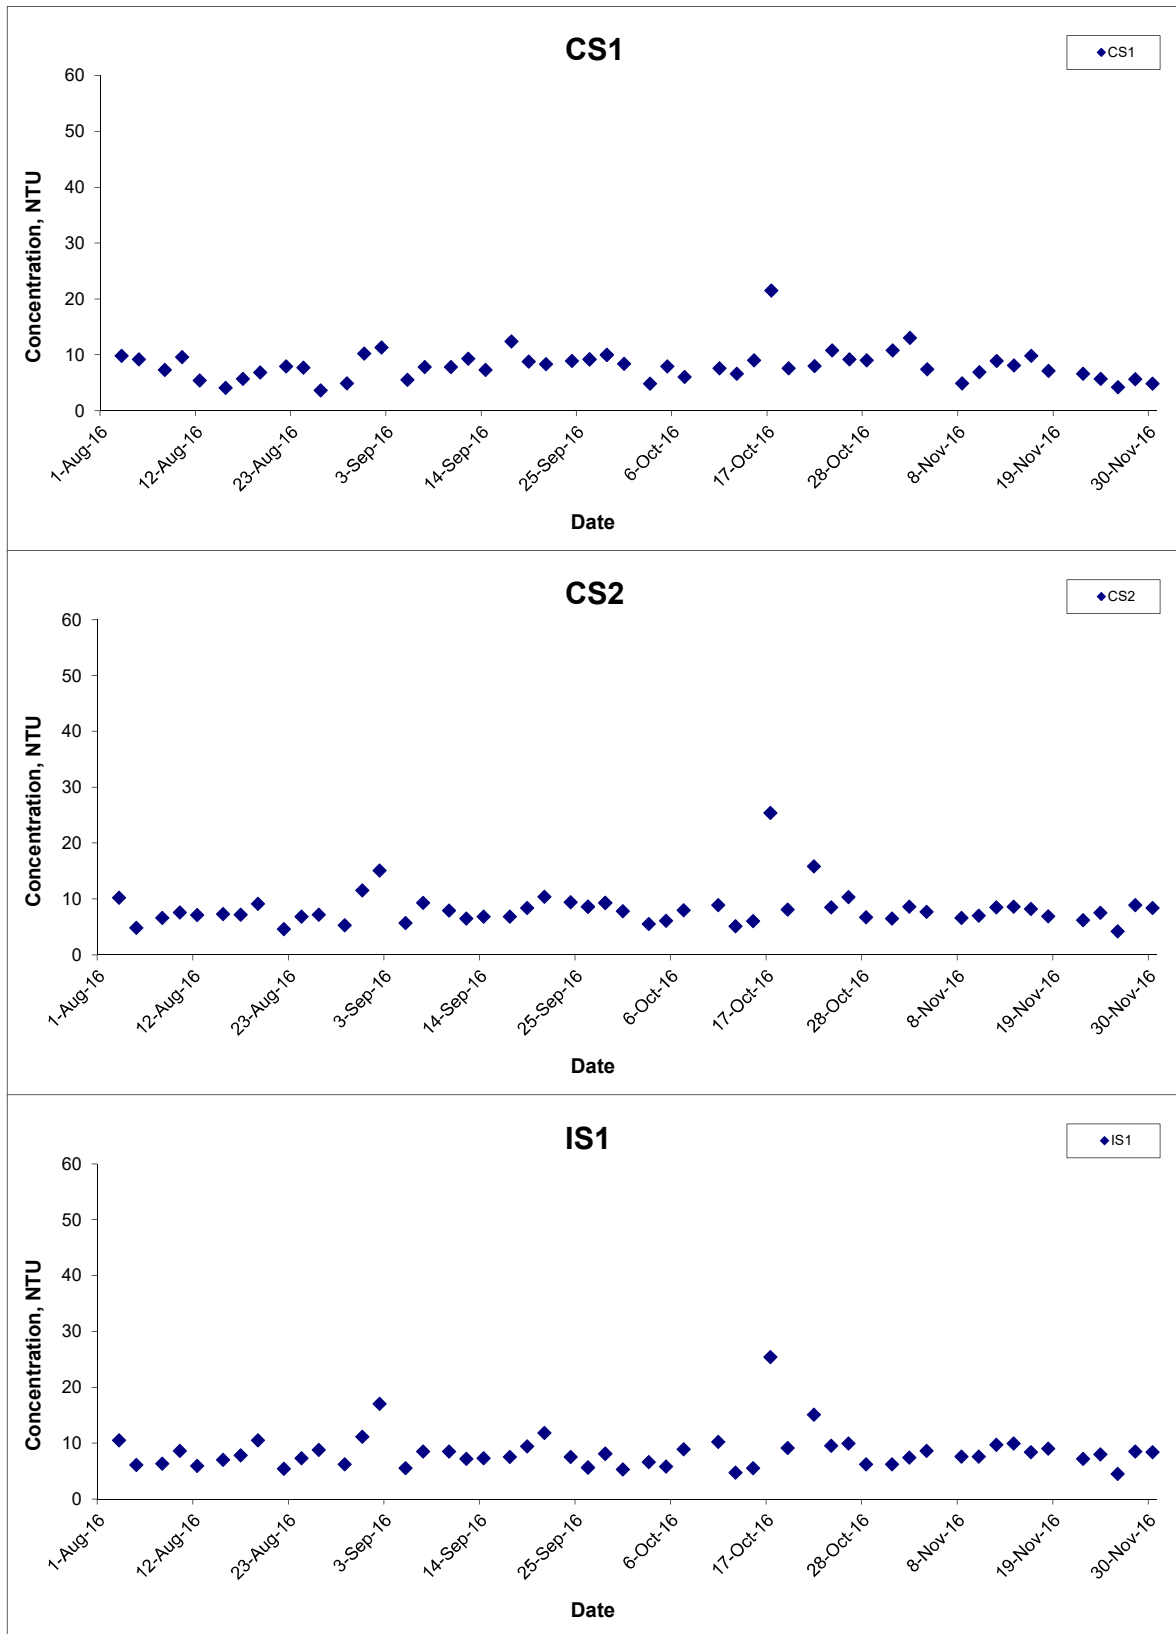 CS1
CS1
60
50
40
30
20
10
0
Concentration, NTU
1-Aug-16
12-Aug-16
23-Aug-16
3-Sep-16
14-Sep-16
25-Sep-16
6-Oct-16
17-Oct-16
28-Oct-16
8-Nov-16
19-Nov-16
30-Nov-16
Date
CS2
CS2
60
50
40
30
20
10
0
Concentration, NTU
1-Aug-16
12-Aug-16
23-Aug-16
3-Sep-16
14-Sep-16
25-Sep-16
6-Oct-16
17-Oct-16
28-Oct-16
8-Nov-16
19-Nov-16
30-Nov-16
Date
IS1
IS1
60
50
40
30
20
10
0
Concentration, NTU
1-Aug-16
12-Aug-16
23-Aug-16
3-Sep-16
14-Sep-16
25-Sep-16
6-Oct-16
17-Oct-16
28-Oct-16
8-Nov-16
19-Nov-16
30-Nov-16
Date